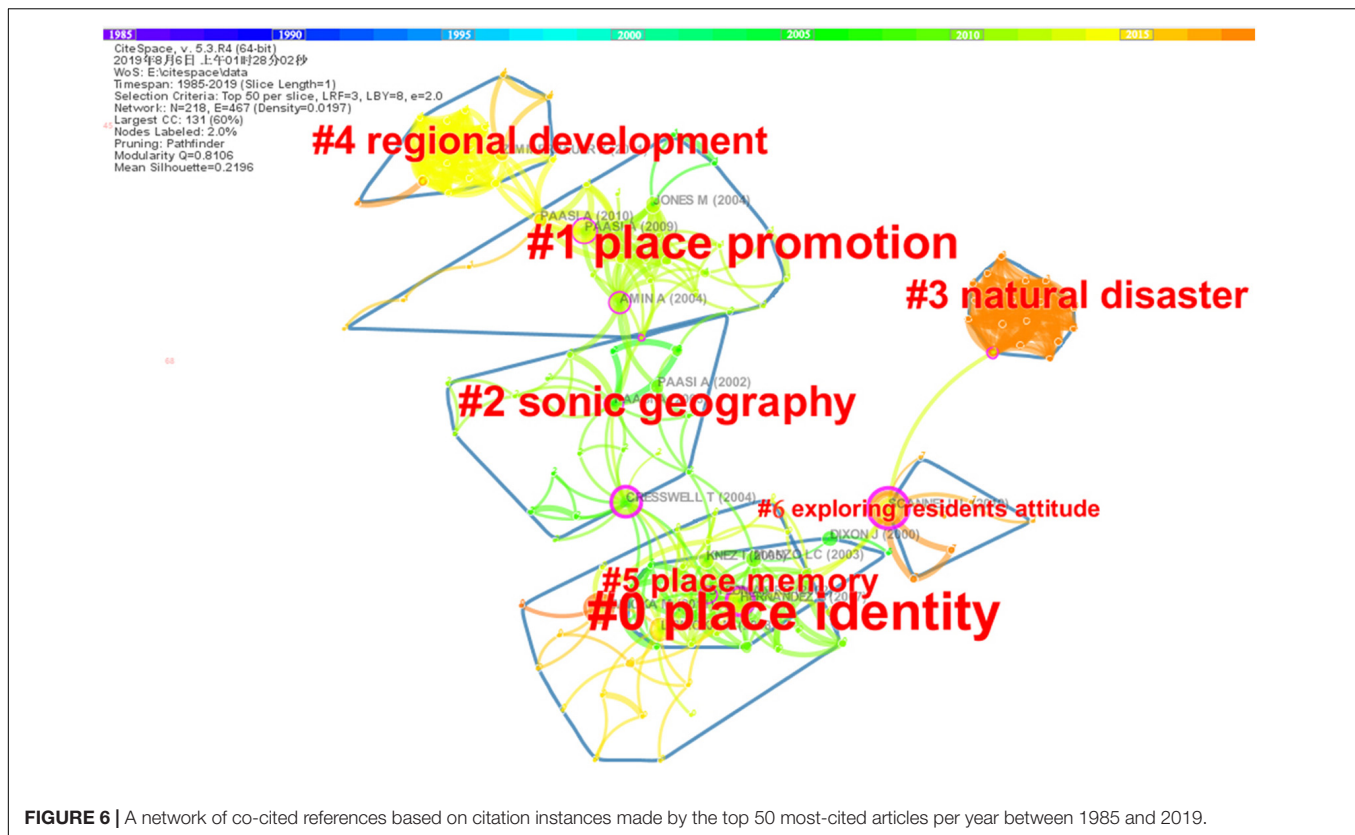 1985 1990 1995 2000 2005 2010 2015
CiteSpace, v. 5.3.R4 (64-bit)
2019年8月6日 上午01时28分02秒
WoS: E:\citespace\data
Timespan: 1985-2019 (Slice Length=1)
Selection Criteria: Top 50 per slice, LRF=3, LBY=8, e=2.0
Network: N=218, E=467 (Density=0.0197)
Largest CC: 131 (60%)
Nodes Labeled: 2.0%
Pruning: Pathfinder
Modularity Q=0.8106
Mean Silhouette=0.2196
#4 regional development
JONES M (2004)
PAASI A (2010)
PAASI A (2009)
#1 place promotion
#3 natural disaster
AMIN A (2004)
PAASI A (2002)
#2 sonic geography
CRESSWELL T (2004)
#6 exploring residents attitude
DIXON J (2000)
MANZO LC (2003)
#5 place memory
#0 place identity
FIGURE 6 | A network of co-cited references based on citation instances made by the top 50 most-cited articles per year between 1985 and 2019.